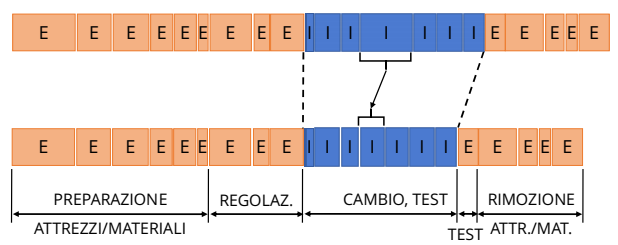 E E E E E E E E E I I I I I I I E E E E E
E E E E E E E E E I I I I I I I E E E E E
PREPARAZIONE REGOLAZ. CAMBIO, TEST RIMOZIONE
ATTREZZI/MATERIALI TEST ATTR./MAT.